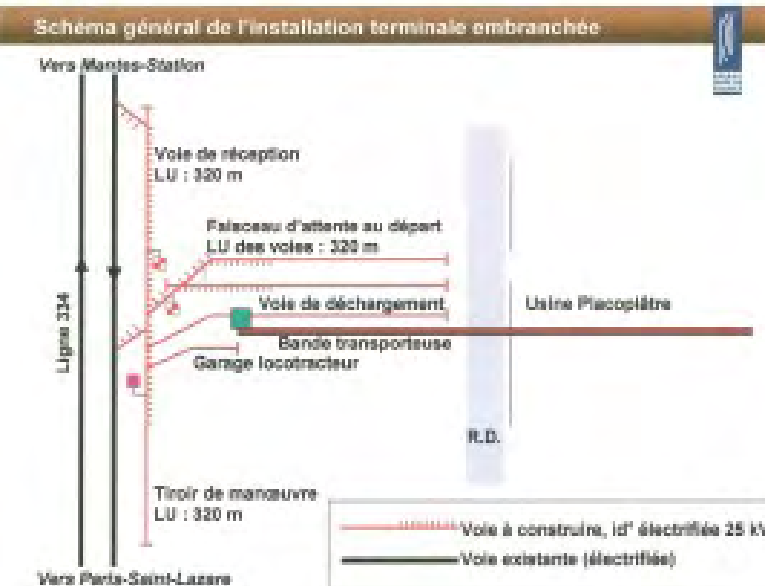 Schéma général de l'installation terminale embranchée
Vers Mantes-Station
Voie de réception
LU : 320 m
Faisceau d'attente au départ
LU des voies : 320 m
Ligne 334
Voie de déchargement
Usine Placoplâtre
Bande transporteuse
Garage locotracteur
R.D.
Tiroir de manœuvre
LU : 320 m
Voie à construire, id° électrifiée 25 kV
Voie existante (électrifiée)
Vers Paris-Saint-Lazare